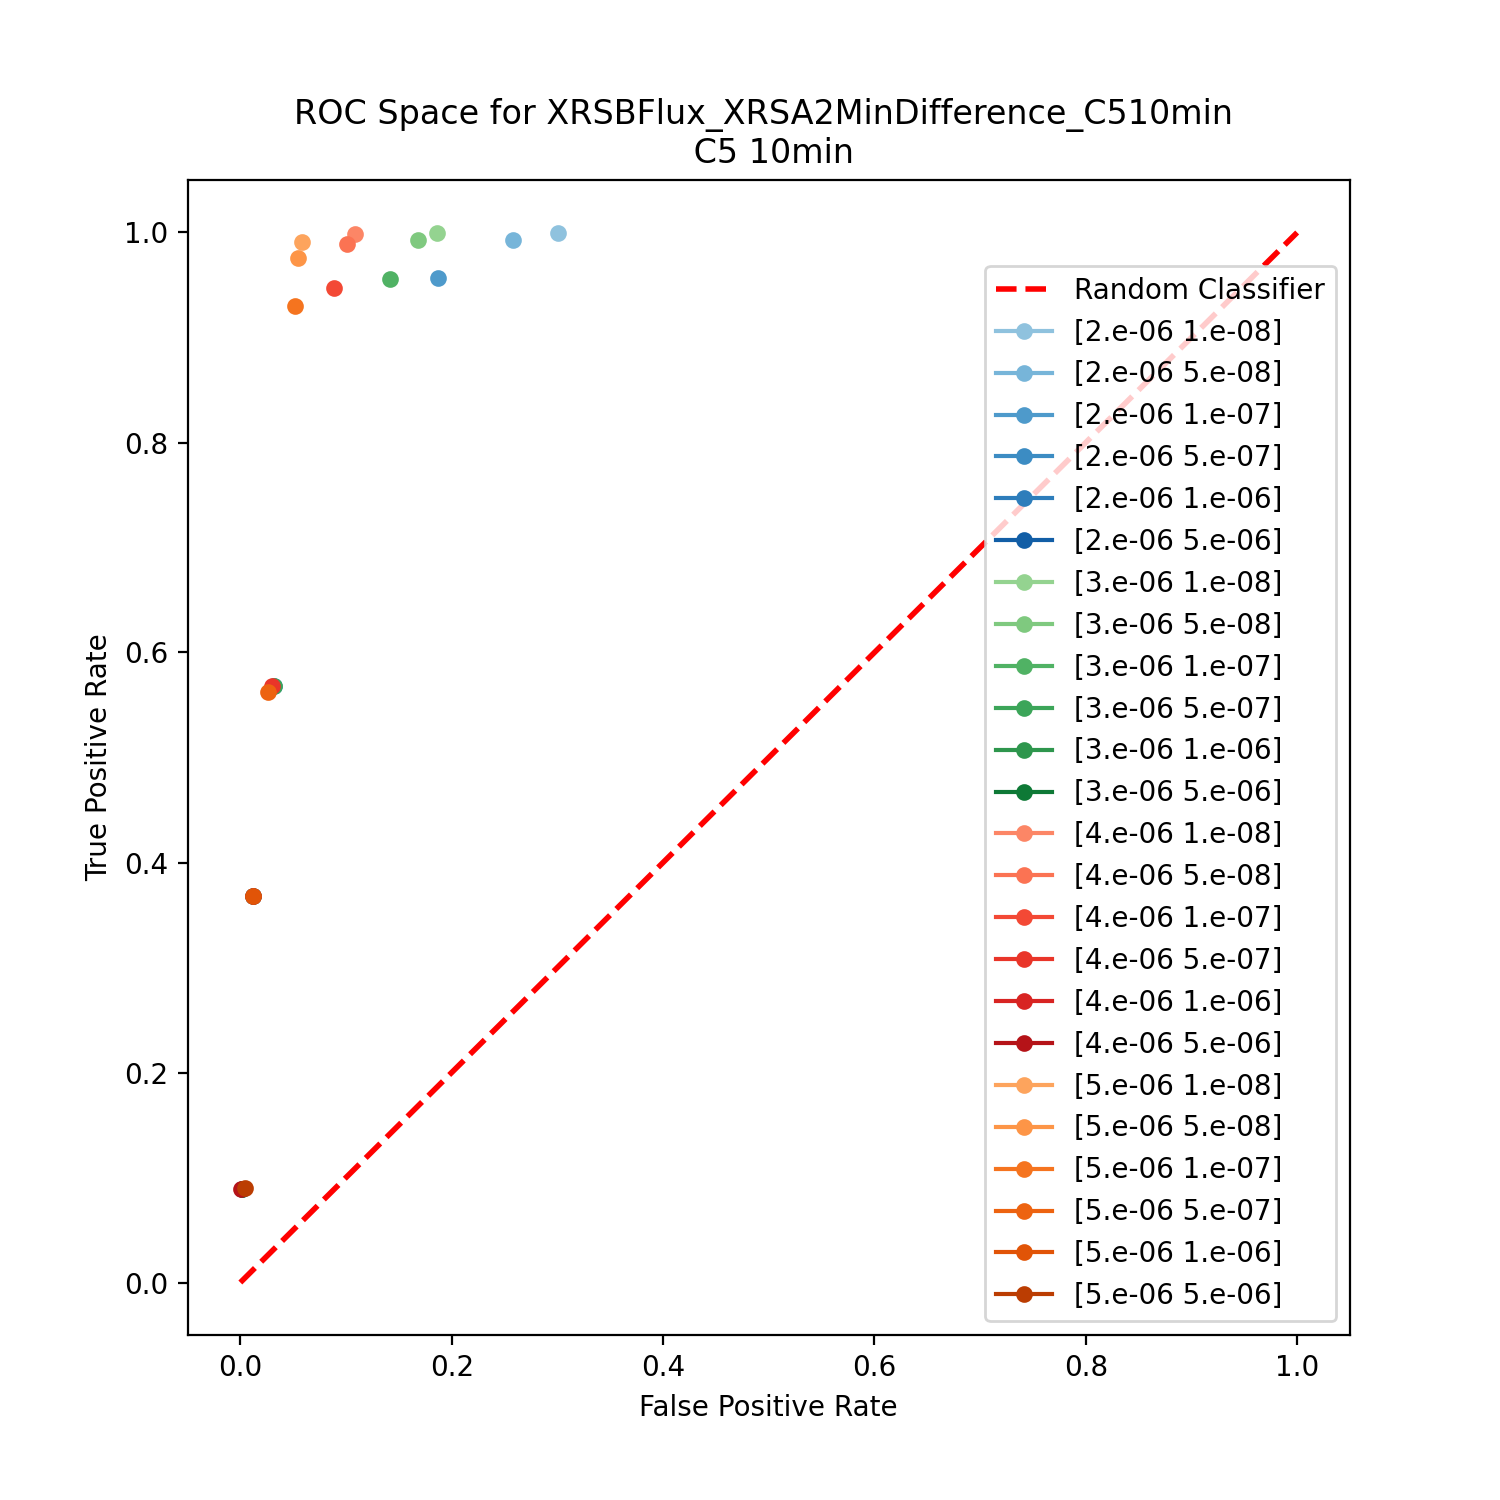 ROC Space for XRSBFlux_XRSA2MinDifference_C510min
C5 10min
True Positive Rate
1.0
0.8
0.6
0.4
0.2
0.0
Random Classifier
[2.e-06 1.e-08]
[2.e-06 5.e-08]
[2.e-06 1.e-07]
[2.e-06 5.e-07]
[2.e-06 1.e-06]
[2.e-06 5.e-06]
[3.e-06 1.e-08]
[3.e-06 5.e-08]
[3.e-06 1.e-07]
[3.e-06 5.e-07]
[3.e-06 1.e-06]
[3.e-06 5.e-06]
[4.e-06 1.e-08]
[4.e-06 5.e-08]
[4.e-06 1.e-07]
[4.e-06 5.e-07]
[4.e-06 1.e-06]
[4.e-06 5.e-06]
[5.e-06 1.e-08]
[5.e-06 5.e-08]
[5.e-06 1.e-07]
[5.e-06 5.e-07]
[5.e-06 1.e-06]
[5.e-06 5.e-06]
0.0 0.2 0.4 0.6 0.8 1.0
False Positive Rate